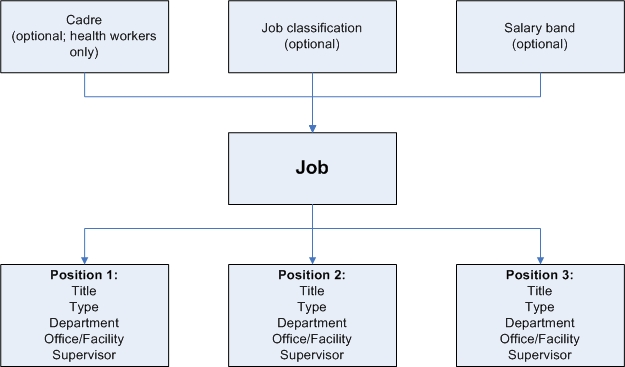 Cadre
(optional; health workers
only)
Job classification
(optional)
Salary band
(optional)
Job
Position 1:
Title
Type
Department
Office/Facility
Supervisor
Position 2:
Title
Type
Department
Office/Facility
Supervisor
Position 3:
Title
Type
Department
Office/Facility
Supervisor